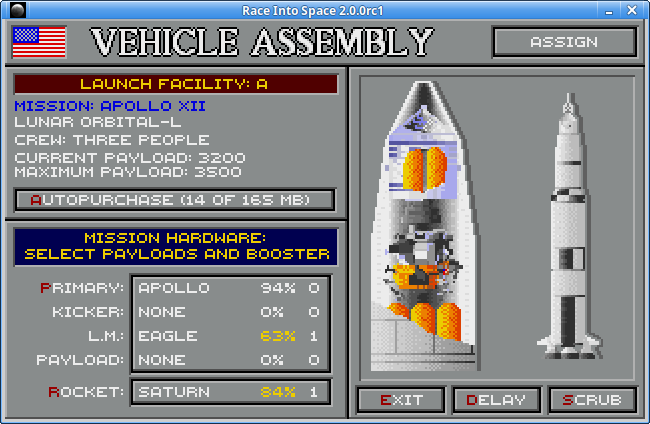 Race Into Space 2.0.0rc1
VEHICLE ASSEMBLY
ASSIGN
LAUNCH FACILITY: A
MISSION: APOLLO XII
LUNAR ORBITAL-L
CREW: THREE PEOPLE
CURRENT PAYLOAD: 3200
MAXIMUM PAYLOAD: 3500
AUTOPURCHASE (14 OF 165 MB)
MISSION HARDWARE:
SELECT PAYLOADS AND BOOSTER
PRIMARY: APOLLO 94% 0
KICKER: NONE 0% 0
L.M.: EAGLE 63% 1
PAYLOAD: NONE 0% 0
ROCKET: SATURN 84% 1
EXIT
DELAY
SCRUB